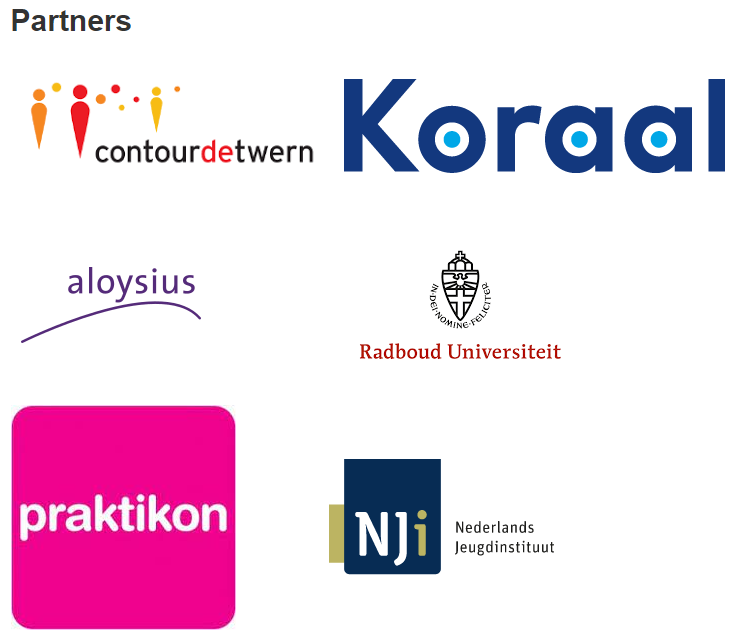 Partners
contourdetwern
Koraal
aloysius
IN·DEI·NOMINE·FELICITER
Radboud Universiteit
praktikon
NJi
Nederlands
Jeugdinstituut